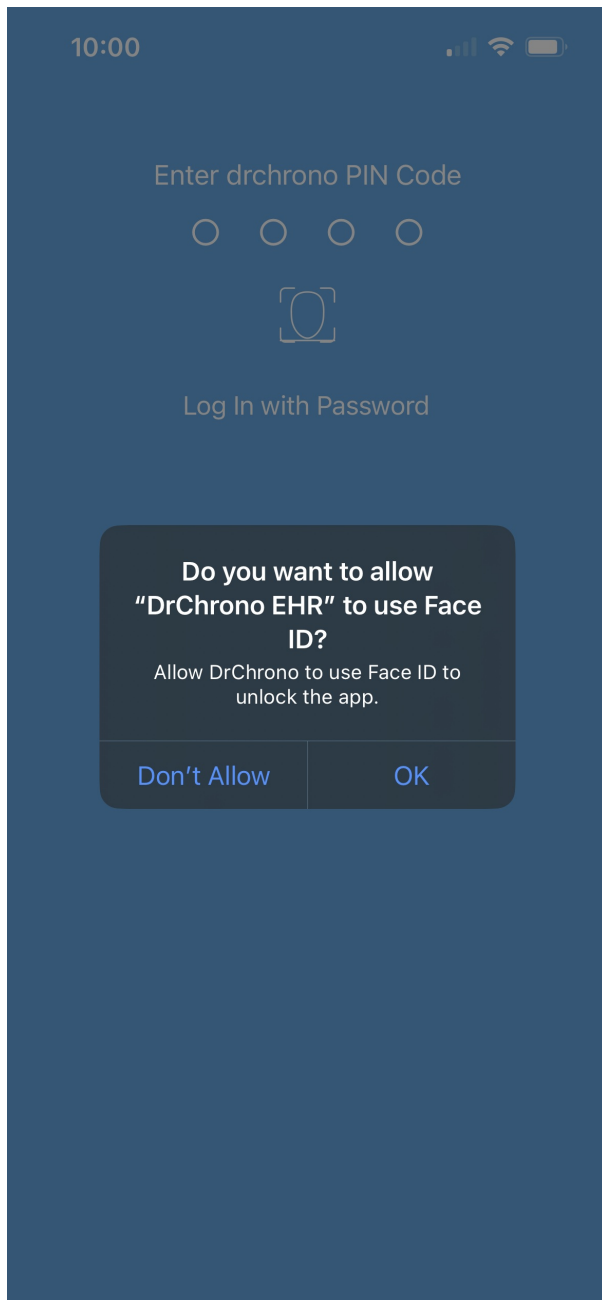 10:00
Enter drchrono PIN Code
Log In with Password
Do you want to allow
“DrChrono EHR” to use Face
ID?
Allow DrChrono to use Face ID to
unlock the app.
Don’t Allow
OK